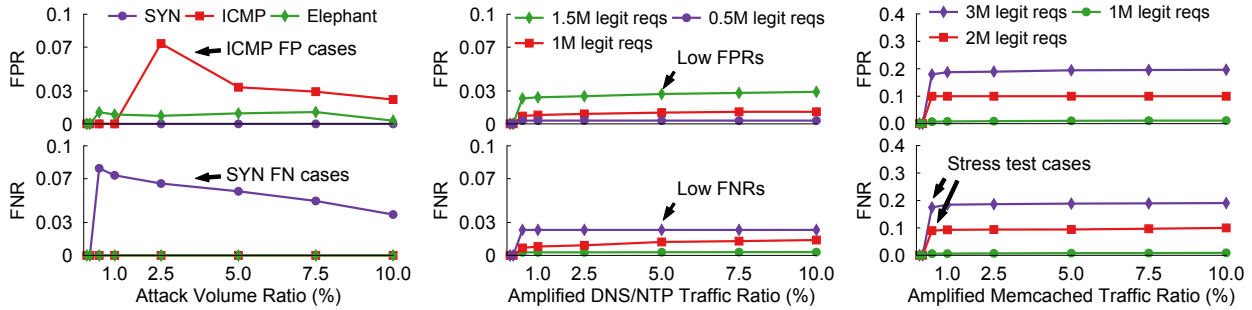 SYN ICMP Elephant
FPR
0.1
0.07
0.03
0
ICMP FP cases
FNR
0.1
0.07
0.03
0
SYN FN cases
1.0 2.5 5.0 7.5 10.0
Attack Volume Ratio (%)
1.5M legit reqs 0.5M legit reqs
1M legit reqs
FPR
0.1
0.07
0.03
0
Low FPRs
FNR
0.1
0.07
0.03
0
Low FNRs
1.0 2.5 5.0 7.5 10.0
Amplified DNS/NTP Traffic Ratio (%)
3M legit reqs 1M legit reqs
2M legit reqs
FPR
0.4
0.3
0.2
0.1
0.0
FNR
0.4
0.3
0.2
0.1
0.0
Stress test cases
1.0 2.5 5.0 7.5 10.0
Amplified Memcached Traffic Ratio (%)